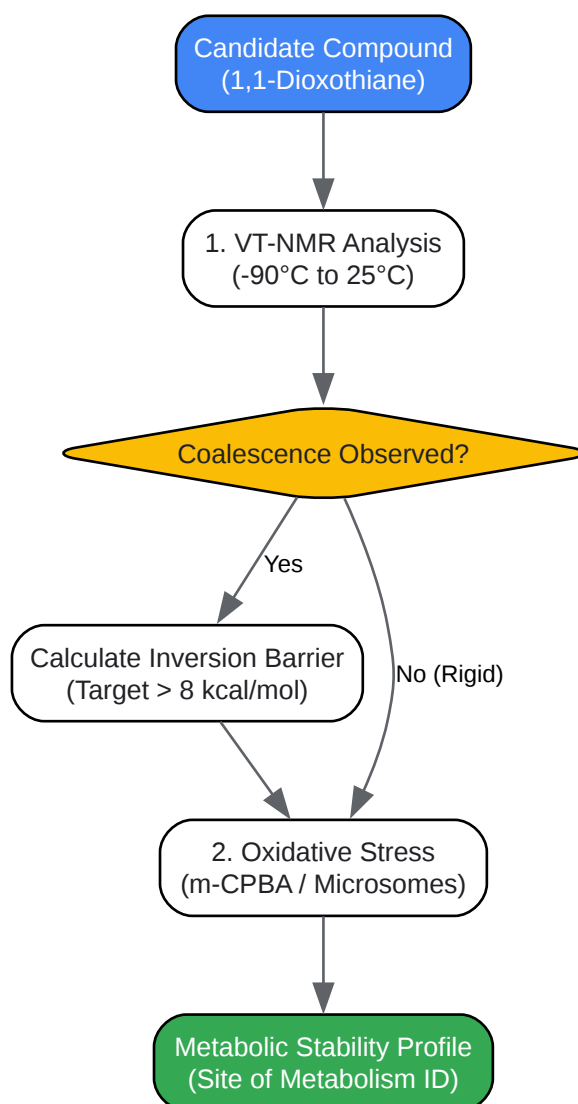 Candidate Compound
(1,1-Dioxothiane)
1. VT-NMR Analysis
(-90°C to 25°C)
Coalescence Observed?
Yes
Calculate Inversion Barrier
(Target > 8 kcal/mol)
No (Rigid)
2. Oxidative Stress
(m-CPBA / Microsomes)
Metabolic Stability Profile
(Site of Metabolism ID)